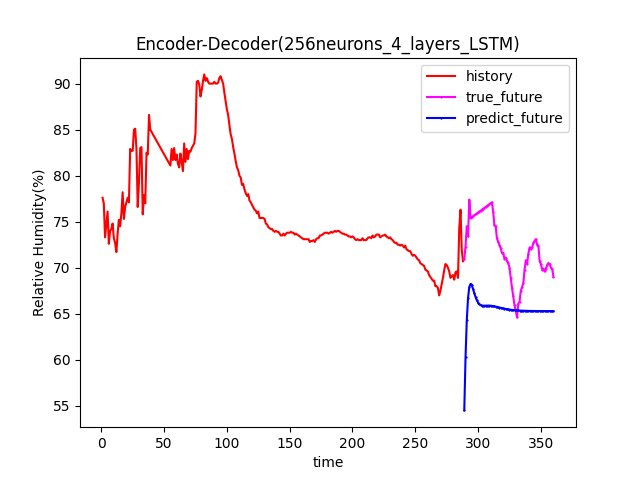 Encoder-Decoder(256neurons_4_layers_LSTM)
history
true_future
predict_future
Relative Humidity(%)
90
85
80
75
70
65
60
55
0 50 100 150 200 250 300 350
time